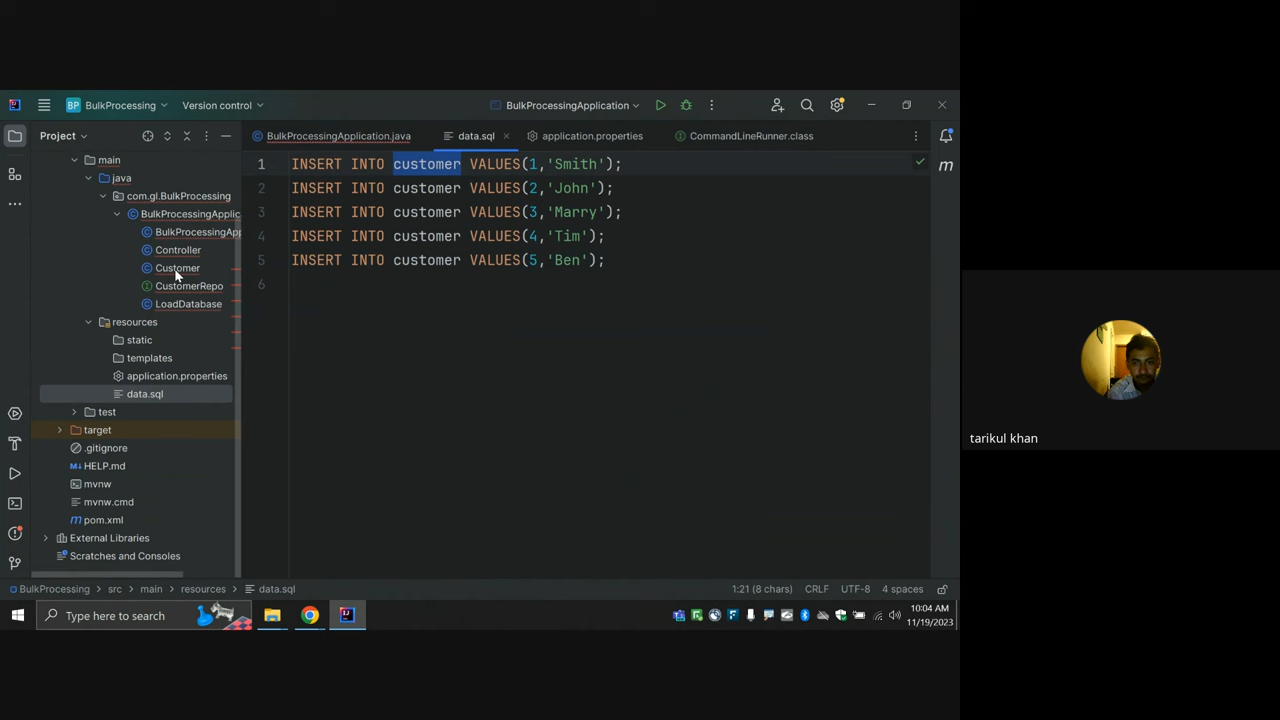 BP BulkProcessing Version control BulkProcessingApplication
Project BulkProcessingApplication.java data.sql application.properties CommandLineRunner.class
main
java
com.gl.BulkProcessing
BulkProcessingApplic
BulkProcessingApp
Controller
Customer
CustomerRepo
LoadDatabase
resources
static
templates
application.properties
data.sql
test
target
.gitignore
HELP.md
mvnw
mvnw.cmd
pom.xml
External Libraries
Scratches and Consoles
1 INSERT INTO customer VALUES(1,'Smith');
2 INSERT INTO customer VALUES(2,'John');
3 INSERT INTO customer VALUES(3,'Marry');
4 INSERT INTO customer VALUES(4,'Tim');
5 INSERT INTO customer VALUES(5,'Ben');
6
m
tarikul khan
BulkProcessing > src > main > resources > data.sql 1:21 (8 chars) CRLF UTF-8 4 spaces
Type here to search
10:04 AM
11/19/2023